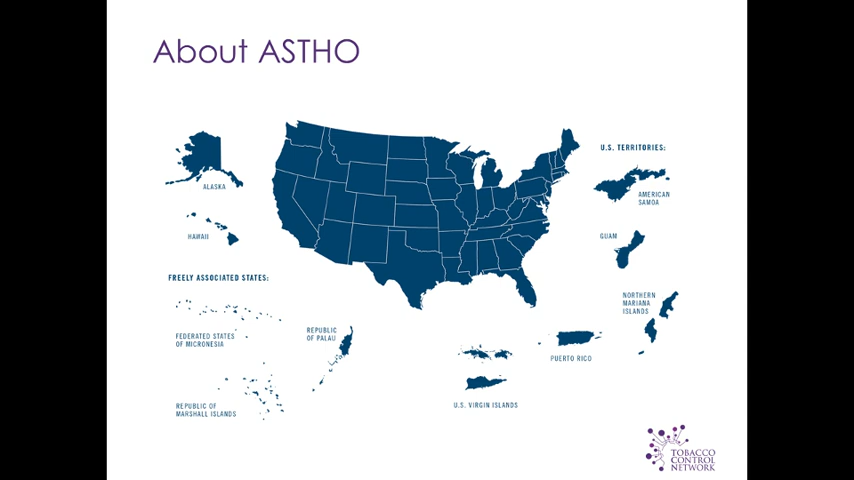 About ASTHO
U.S. TERRITORIES:
ALASKA
AMERICAN
SAMOA
HAWAII
GUAM
FREELY ASSOCIATED STATES:
NORTHERN
MARIANA
ISLANDS
FEDERATED STATES
OF MICRONESIA
REPUBLIC
OF PALAU
PUERTO RICO
REPUBLIC OF
MARSHALL ISLANDS
U.S. VIRGIN ISLANDS
TOBACCO
CONTROL
NETWORK